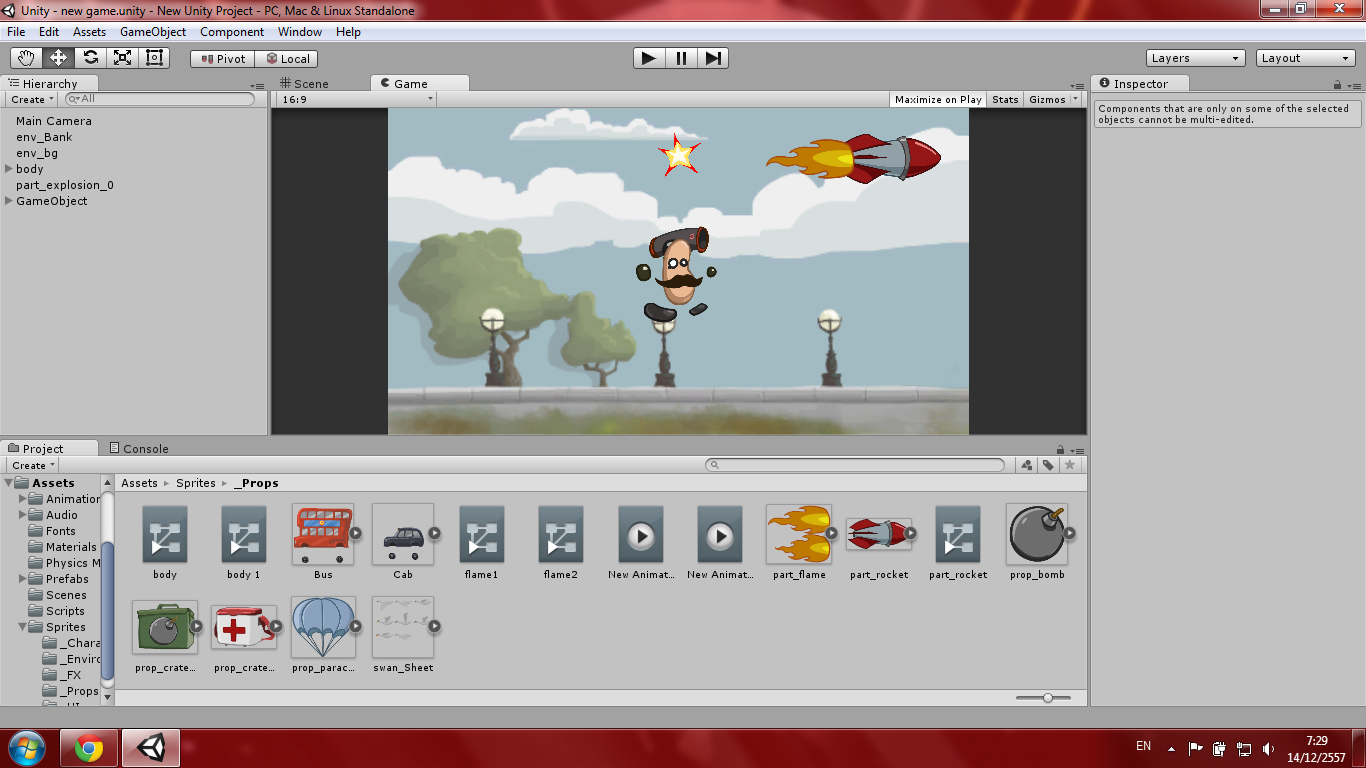 Unity - new game.unity - New Unity Project - PC, Mac & Linux Standalone
File Edit Assets GameObject Component Window Help
Pivot Local Layers Layout
Hierarchy
Create All
Main Camera
env_Bank
env_bg
body
part_explosion_0
GameObject
Scene Game
16:9 Maximize on Play Stats Gizmos
Inspector
Components that are only on some of the selected
objects cannot be multi-edited.
Project Console
Create
Assets
Animation
Audio
Fonts
Materials
Physics M
Prefabs
Scenes
Scripts
Sprites
_Chara
_Enviro
_FX
_Props
Assets Sprites _Props
body body 1 Bus Cab flame1 flame2 New Animat... New Animat... part_flame part_rocket part_rocket prop_bomb
prop_crate... prop_crate... prop_parac... swan_Sheet
EN
7:29
14/12/2557